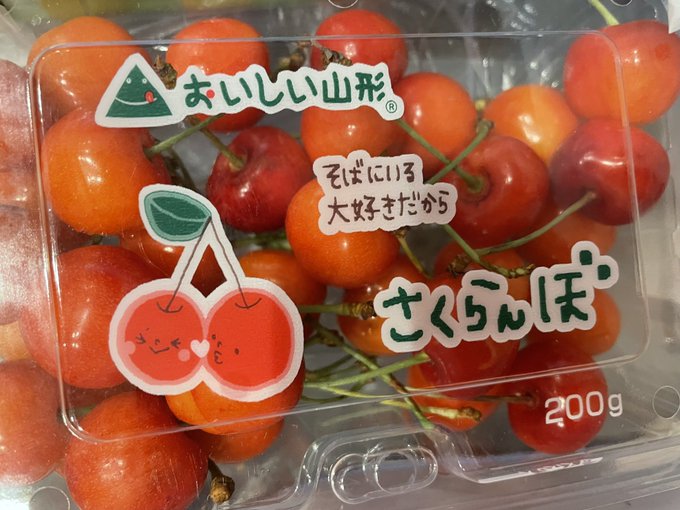 おいしい山形®
そばにいる
大好きだから
さくらんぼ
200g